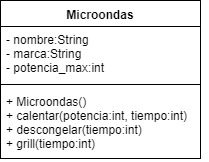 Microondas
- nombre:String
- marca:String
- potencia_max:int
+ Microondas()
+ calentar(potencia:int, tiempo:int)
+ descongelar(tiempo:int)
+ grill(tiempo:int)